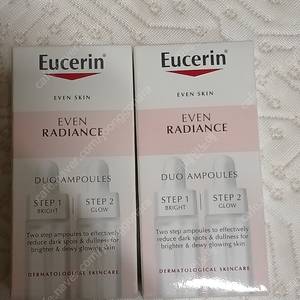 Eucerin®
EVEN SKIN
EVEN
RADIANCE
DUO AMPOULES
STEP 1
BRIGHT
STEP 2
GLOW
Two step ampoules to effectively
reduce dark spots & dullness for
brighter & dewy glowing skin
DERMATOLOGICAL SKINCARE
Eucerin®
EVEN SKIN
EVEN
RADIANCE
DUO AMPOULES
STEP 1
BRIGHT
STEP 2
GLOW
Two step ampoules to effectively
reduce dark spots & dullness for
brighter & dewy glowing skin
DERMATOLOGICAL SKINCARE